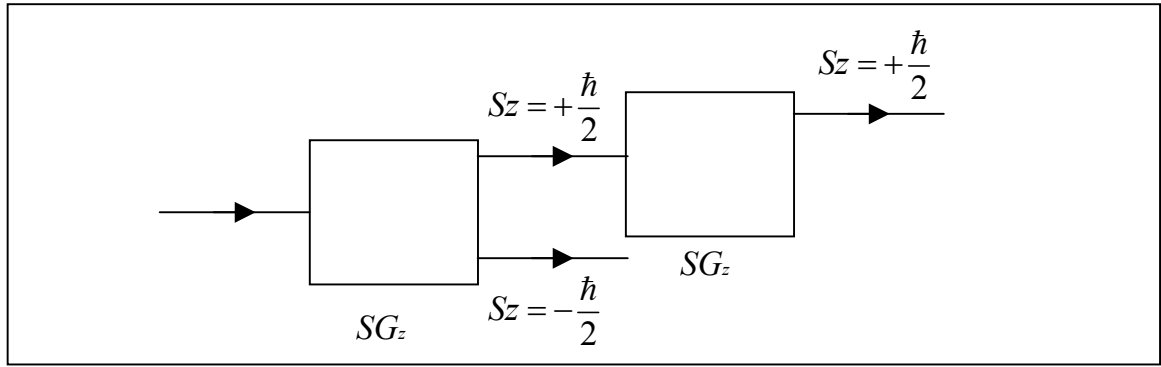 Sz = +ℏ/2
Sz = +ℏ/2
SGz
Sz = −ℏ/2
SGz